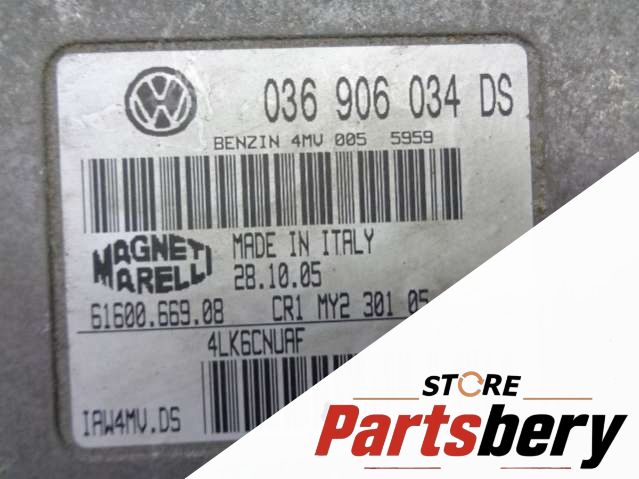 036 906 034 DS
BENZIN 4MV 005 5959
MAGNETI MARELLI
MADE IN ITALY
28.10.05
61600.669.08 CR1 MY2 301 05
4LK6CNUAF
IAW4MV.DS
STORE
Partsbery